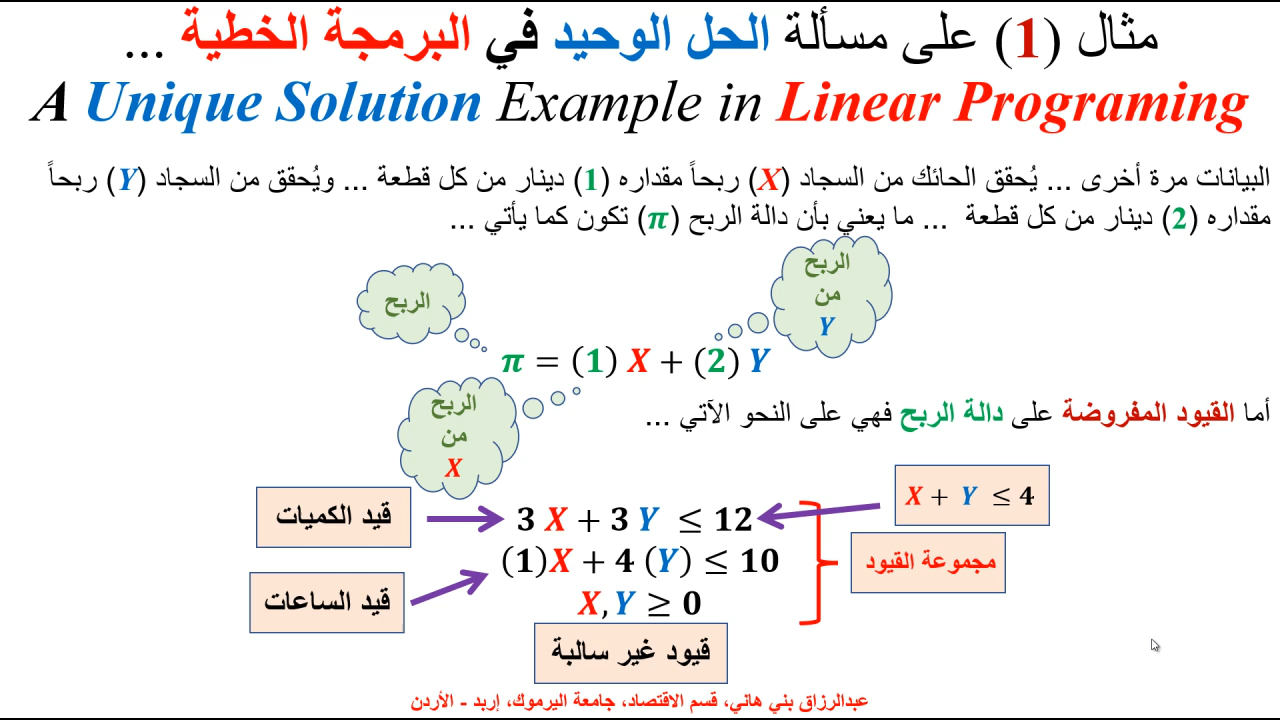 مثال (1) على مسألة الحل الوحيد في البرمجة الخطية ...
A Unique Solution Example in Linear Programing
البيانات مرة أخرى ... يُحقق الحائك من السجاد (X) ربحاً مقداره (1) دينار من كل قطعة ... ويُحقق من السجاد (Y) ربحاً
مقداره (2) دينار من كل قطعة ... ما يعني بأن دالة الربح (π) تكون كما يأتي ...
الربح
من
Y
الربح
π = (1) X + (2) Y
الربح
من
X
أما القيود المفروضة على دالة الربح فهي على النحو الآتي ...
X + Y ≤ 4
قيد الكميات
3 X + 3 Y ≤ 12
(1)X + 4 (Y) ≤ 10
مجموعة القيود
قيد الساعات
X, Y ≥ 0
قيود غير سالبة
عبدالرزاق بني هاني، قسم الاقتصاد، جامعة اليرموك، إربد - الأردن